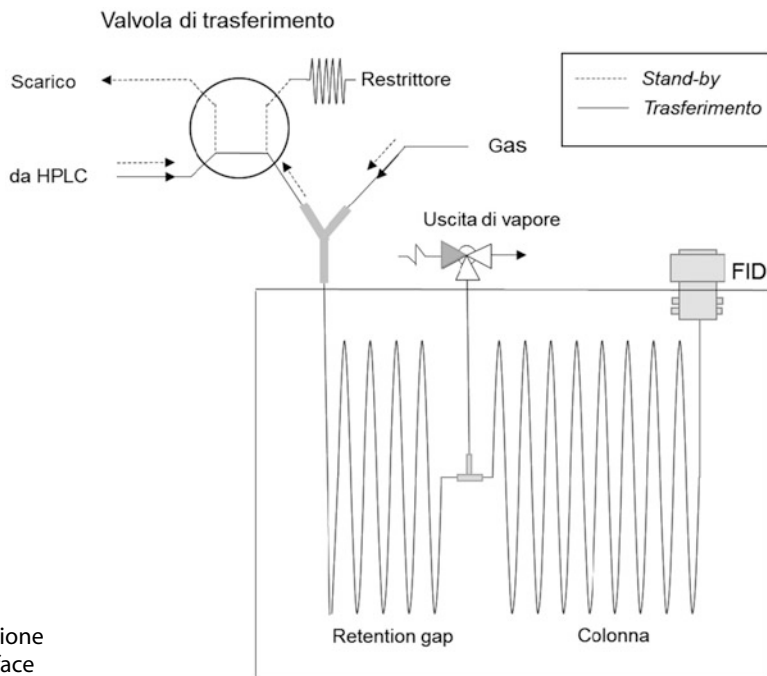 Valvola di trasferimento
Scarico
Restrittore
Stand-by
Trasferimento
da HPLC
Gas
Uscita di vapore
FID
Retention gap
Colonna